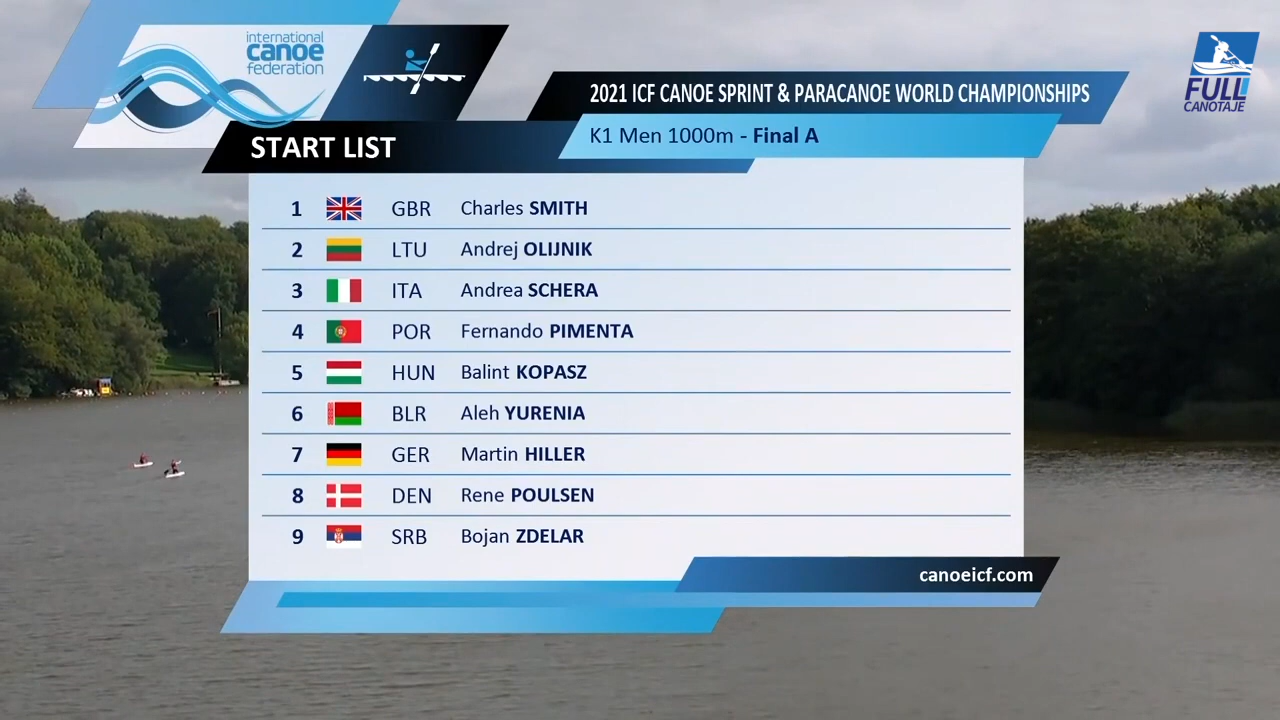 international
canoe
federation
FULL
CANOTAJE
2021 ICF CANOE SPRINT & PARACANOE WORLD CHAMPIONSHIPS
K1 Men 1000m - Final A
START LIST
1 GBR Charles SMITH
2 LTU Andrej OLIJNIK
3 ITA Andrea SCHERA
4 POR Fernando PIMENTA
5 HUN Balint KOPASZ
6 BLR Aleh YURENIA
7 GER Martin HILLER
8 DEN Rene POULSEN
9 SRB Bojan ZDELAR
canoeicf.com